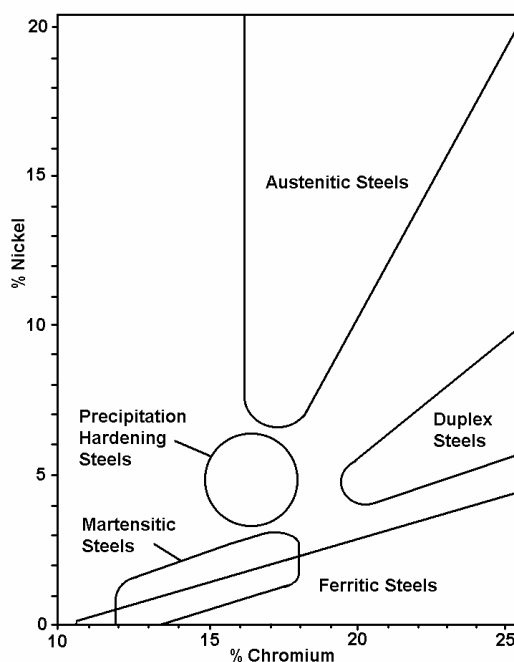 20
Austenitic Steels
15
% Nickel
10
Precipitation
Hardening
Steels
Duplex
Steels
5
Martensitic
Steels
Ferritic Steels
0
10
15
20
25
% Chromium